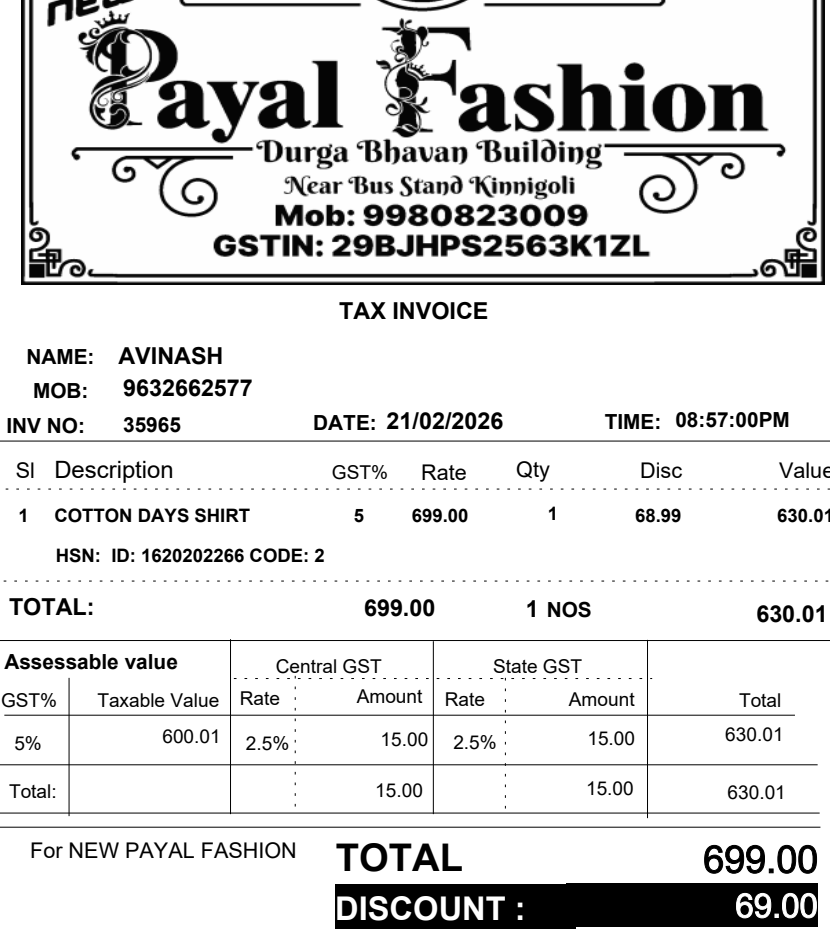 new
Payal Fashion
Durga Bhavan Building
Near Bus Stand Kinnigoli
Mob: 9980823009
GSTIN: 29BJHPS2563K1ZL
TAX INVOICE
NAME: AVINASH
MOB: 9632662577
INV NO: 35965 DATE: 21/02/2026 TIME: 08:57:00PM
Sl Description GST% Rate Qty Disc Value
1 COTTON DAYS SHIRT 5 699.00 1 68.99 630.01
HSN: ID: 1620202266 CODE: 2
TOTAL: 699.00 1 NOS 630.01
Assessable value Central GST State GST
GST% Taxable Value Rate Amount Rate Amount Total
5% 600.01 2.5% 15.00 2.5% 15.00 630.01
Total: 15.00 15.00 630.01
For NEW PAYAL FASHION TOTAL 699.00
DISCOUNT : 69.00